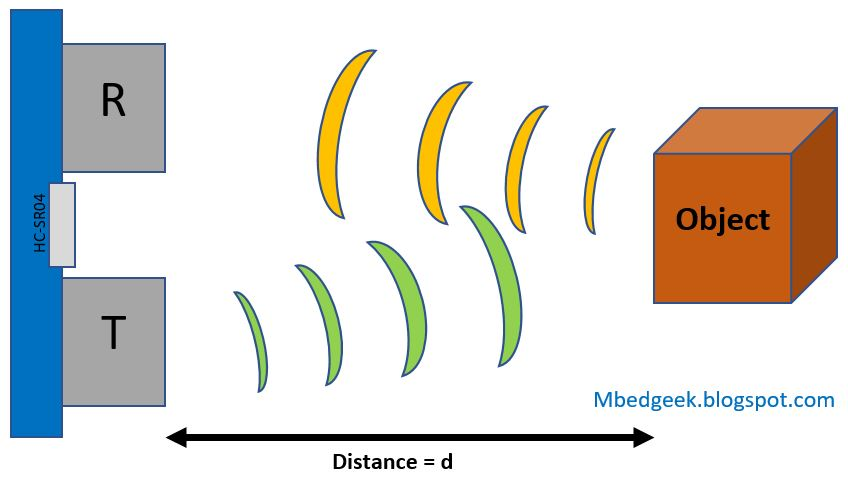 R
HC-SR04
Object
T
Mbedgeek.blogspot.com
Distance = d